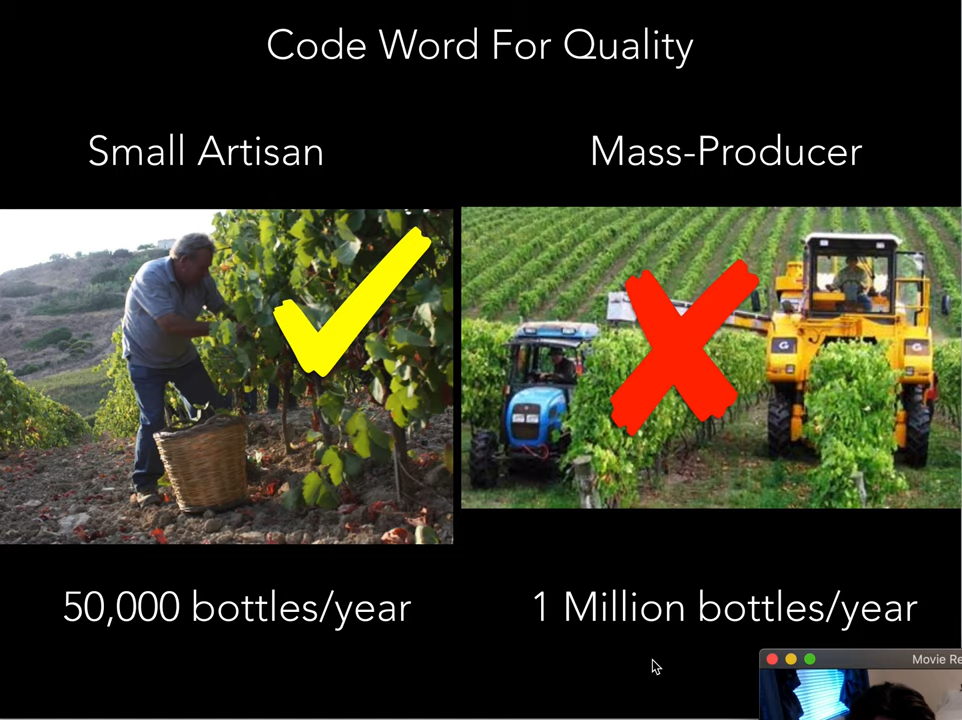 Code Word For Quality
Small Artisan
Mass-Producer
G
G
50,000 bottles/year
1 Million bottles/year
Movie Re